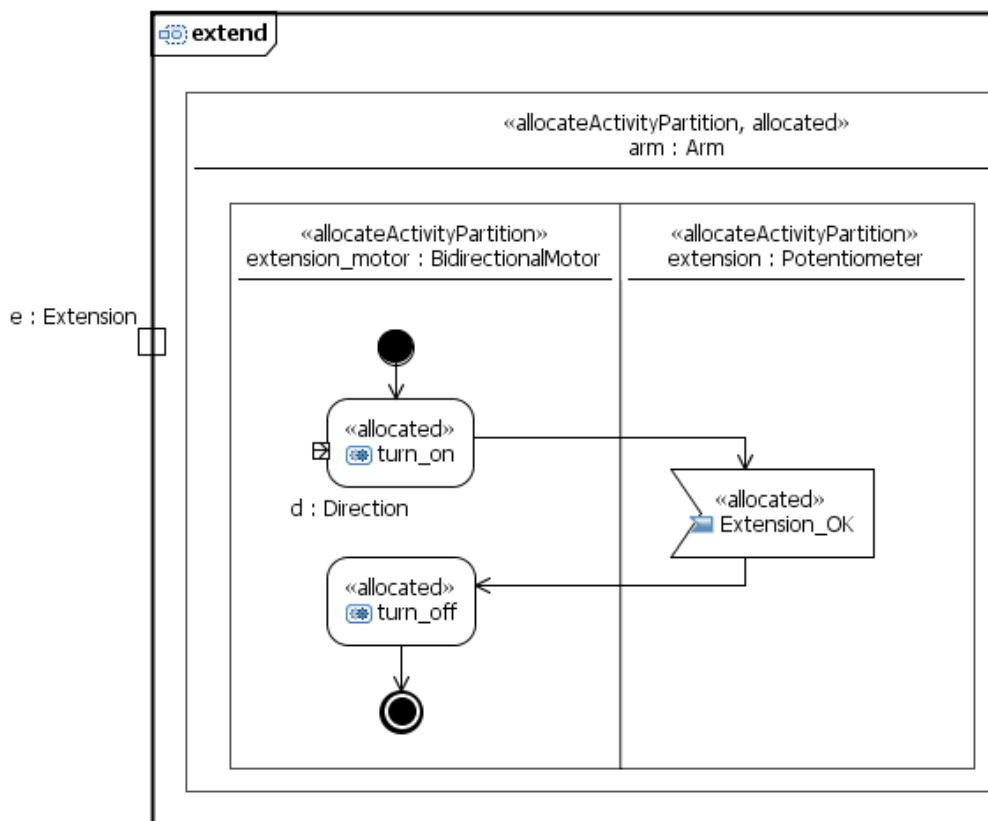 extend
«allocateActivityPartition, allocated»
arm : Arm
«allocateActivityPartition»
extension_motor : BidirectionalMotor
«allocateActivityPartition»
extension : Potentiometer
e : Extension
«allocated»
turn_on
d : Direction
«allocated»
Extension_OK
«allocated»
turn_off